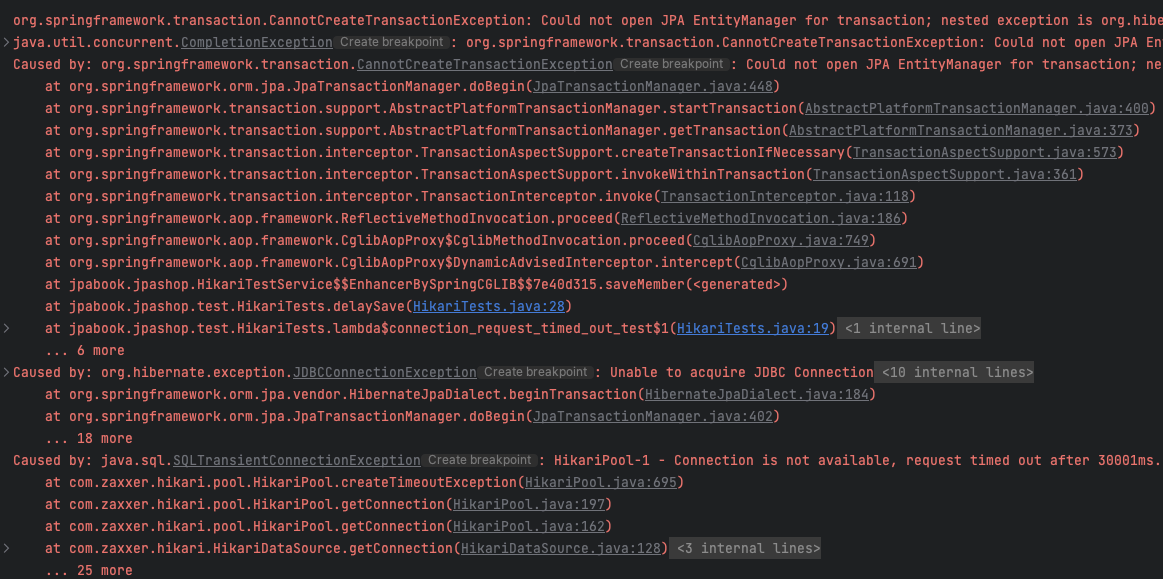 org.springframework.transaction.CannotCreateTransactionException: Could not open JPA EntityManager for transaction; nested exception is org.hibe
java.util.concurrent.CompletionException Create breakpoint : org.springframework.transaction.CannotCreateTransactionException: Could not open JPA En
Caused by: org.springframework.transaction.CannotCreateTransactionException Create breakpoint : Could not open JPA EntityManager for transaction; ne
at org.springframework.orm.jpa.JpaTransactionManager.doBegin(JpaTransactionManager.java:448)
at org.springframework.transaction.support.AbstractPlatformTransactionManager.startTransaction(AbstractPlatformTransactionManager.java:400)
at org.springframework.transaction.support.AbstractPlatformTransactionManager.getTransaction(AbstractPlatformTransactionManager.java:373)
at org.springframework.transaction.interceptor.TransactionAspectSupport.createTransactionIfNecessary(TransactionAspectSupport.java:573)
at org.springframework.transaction.interceptor.TransactionAspectSupport.invokeWithinTransaction(TransactionAspectSupport.java:361)
at org.springframework.transaction.interceptor.TransactionInterceptor.invoke(TransactionInterceptor.java:118)
at org.springframework.aop.framework.ReflectiveMethodInvocation.proceed(ReflectiveMethodInvocation.java:186)
at org.springframework.aop.framework.CglibAopProxy$CglibMethodInvocation.proceed(CglibAopProxy.java:749)
at org.springframework.aop.framework.CglibAopProxy$DynamicAdvisedInterceptor.intercept(CglibAopProxy.java:691)
at jpabook.jpashop.HikariTestService$$EnhancerBySpringCGLIB$$7e40d315.saveMember(<generated>)
at jpabook.jpashop.test.HikariTests.delaySave(HikariTests.java:28)
at jpabook.jpashop.test.HikariTests.lambda$connection_request_timed_out_test$1(HikariTests.java:19) <1 internal line>
... 6 more
Caused by: org.hibernate.exception.JDBCConnectionException Create breakpoint : Unable to acquire JDBC Connection <10 internal lines>
at org.springframework.orm.jpa.vendor.HibernateJpaDialect.beginTransaction(HibernateJpaDialect.java:184)
at org.springframework.orm.jpa.JpaTransactionManager.doBegin(JpaTransactionManager.java:402)
... 18 more
Caused by: java.sql.SQLTransientConnectionException Create breakpoint : HikariPool-1 - Connection is not available, request timed out after 30001ms.
at com.zaxxer.hikari.pool.HikariPool.createTimeoutException(HikariPool.java:695)
at com.zaxxer.hikari.pool.HikariPool.getConnection(HikariPool.java:197)
at com.zaxxer.hikari.pool.HikariPool.getConnection(HikariPool.java:162)
at com.zaxxer.hikari.HikariDataSource.getConnection(HikariDataSource.java:128) <3 internal lines>
... 25 more